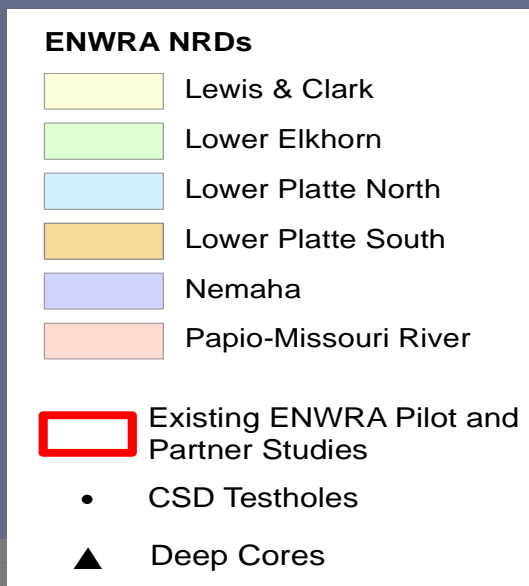 ENWRA NRDs
Lewis & Clark
Lower Elkhorn
Lower Platte North
Lower Platte South
Nemaha
Papio-Missouri River
Existing ENWRA Pilot and
Partner Studies
CSD Testholes
Deep Cores